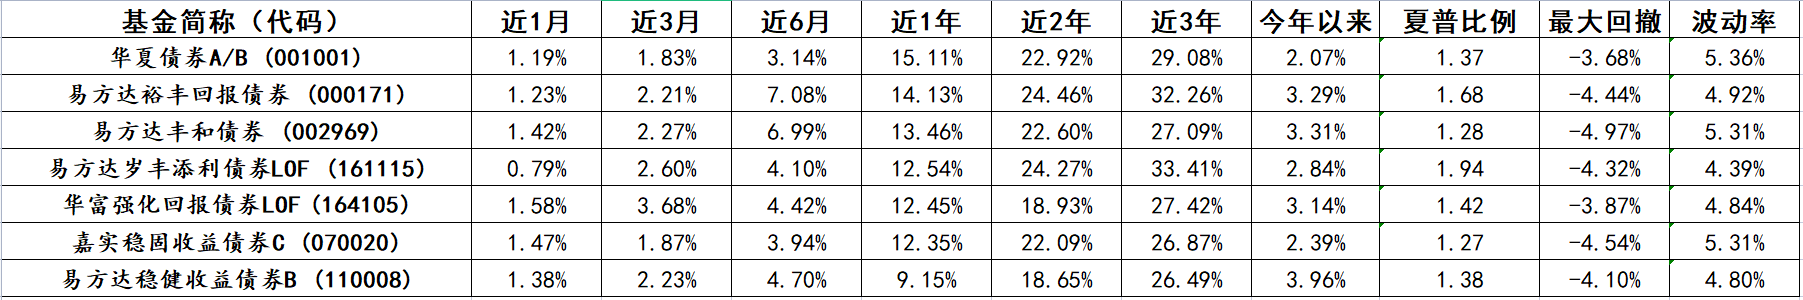 基金简称（代码） 近1月 近3月 近6月 近1年 近2年 近3年 今年以来 夏普比例 最大回撤 波动率
华夏债券A/B (001001) 1.19% 1.83% 3.14% 15.11% 22.92% 29.08% 2.07% 1.37 -3.68% 5.36%
易方达裕丰回报债券 (000171) 1.23% 2.21% 7.08% 14.13% 24.46% 32.26% 3.29% 1.68 -4.44% 4.92%
易方达丰和债券 (002969) 1.42% 2.27% 6.99% 13.46% 22.60% 27.09% 3.31% 1.28 -4.97% 5.31%
易方达岁丰添利债券LOF (161115) 0.79% 2.60% 4.10% 12.54% 24.27% 33.41% 2.84% 1.94 -4.32% 4.39%
华富强化回报债券LOF (164105) 1.58% 3.68% 4.42% 12.45% 18.93% 27.42% 3.14% 1.42 -3.87% 4.84%
嘉实稳固收益债券C (070020) 1.47% 1.87% 3.94% 12.35% 22.09% 26.87% 2.39% 1.27 -4.54% 5.31%
易方达稳健收益债券B (110008) 1.38% 2.23% 4.70% 9.15% 18.65% 26.49% 3.96% 1.38 -4.10% 4.80%